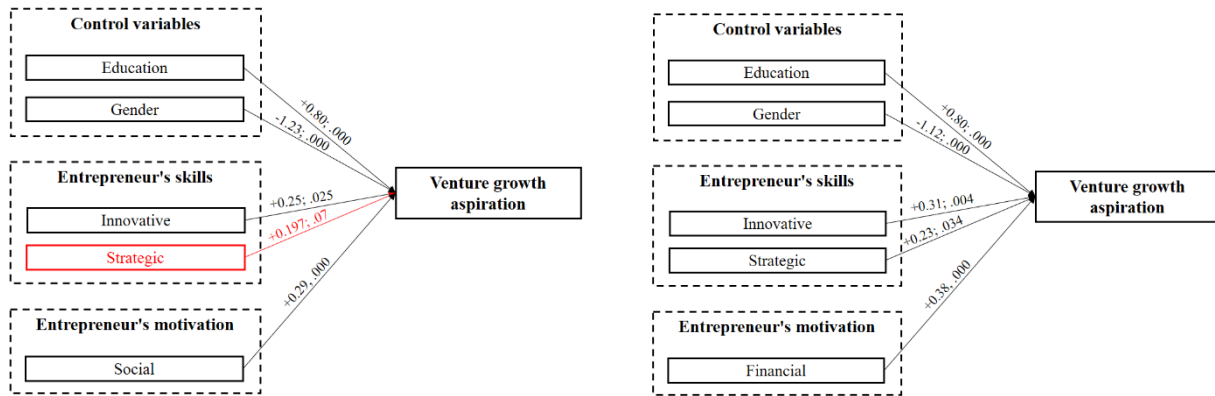 Control variables
Education
Gender
+0.80; .000
-1.23; .000
Entrepreneur's skills
Innovative
Strategic
+0.25; .025
+0.197; .07
Entrepreneur's motivation
Social
+0.29; .000
Venture growth
aspiration
Control variables
Education
Gender
+0.80; .000
-1.12; .000
Entrepreneur's skills
Innovative
Strategic
+0.31; .004
+0.23; .034
Entrepreneur's motivation
Financial
+0.38; .000
Venture growth
aspiration